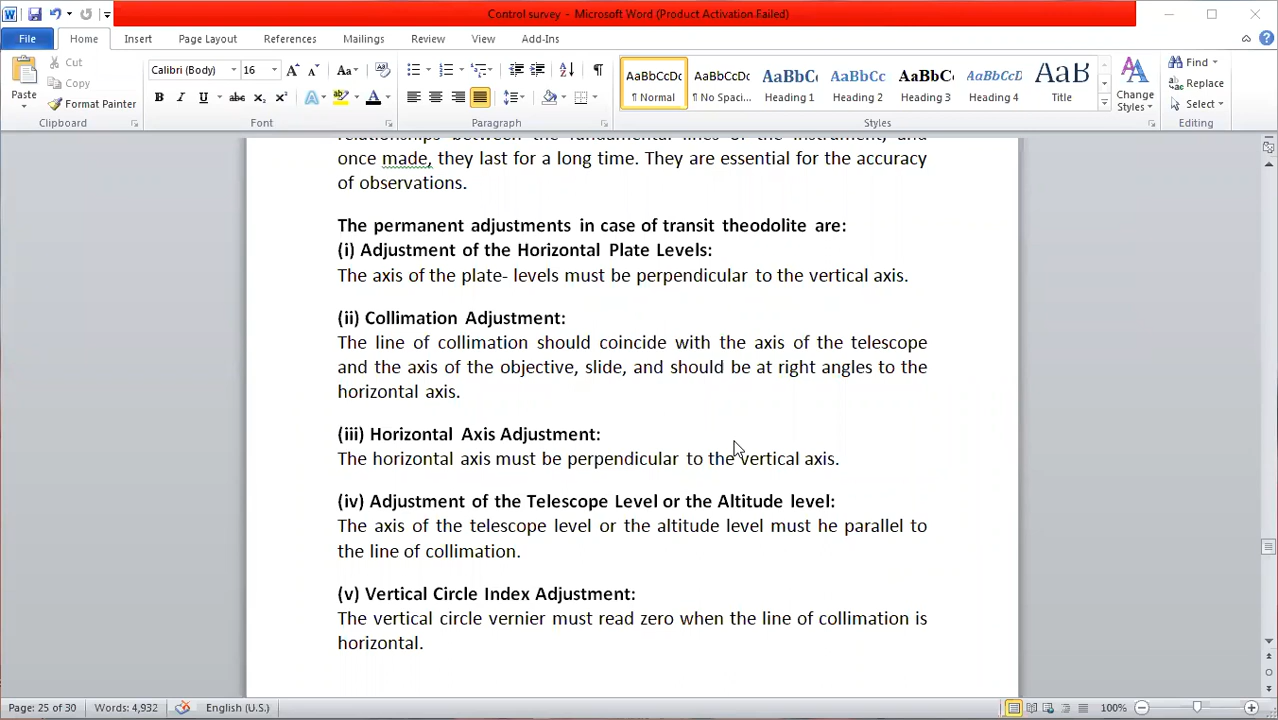 Control survey - Microsoft Word (Product Activation Failed)
File Home Insert Page Layout References Mailings Review View Add-Ins
Paste
Cut
Copy
Format Painter
Clipboard
Calibri (Body) 16
Font
Paragraph
AaBbCcDc AaBbCcDc AaBbC AaBbCc AaBbCc AaBbCcD AaB
¶ Normal ¶ No Spaci... Heading 1 Heading 2 Heading 3 Heading 4 Title
Change Styles
Styles
Find
Replace
Select
Editing
relationships between the fundamental lines of the instrument, and
once made, they last for a long time. They are essential for the accuracy
of observations.
The permanent adjustments in case of transit theodolite are:
(i) Adjustment of the Horizontal Plate Levels:
The axis of the plate- levels must be perpendicular to the vertical axis.
(ii) Collimation Adjustment:
The line of collimation should coincide with the axis of the telescope
and the axis of the objective, slide, and should be at right angles to the
horizontal axis.
(iii) Horizontal Axis Adjustment:
The horizontal axis must be perpendicular to the vertical axis.
(iv) Adjustment of the Telescope Level or the Altitude level:
The axis of the telescope level or the altitude level must he parallel to
the line of collimation.
(v) Vertical Circle Index Adjustment:
The vertical circle vernier must read zero when the line of collimation is
horizontal.
Page: 25 of 30 Words: 4,932 English (U.S.) 100%